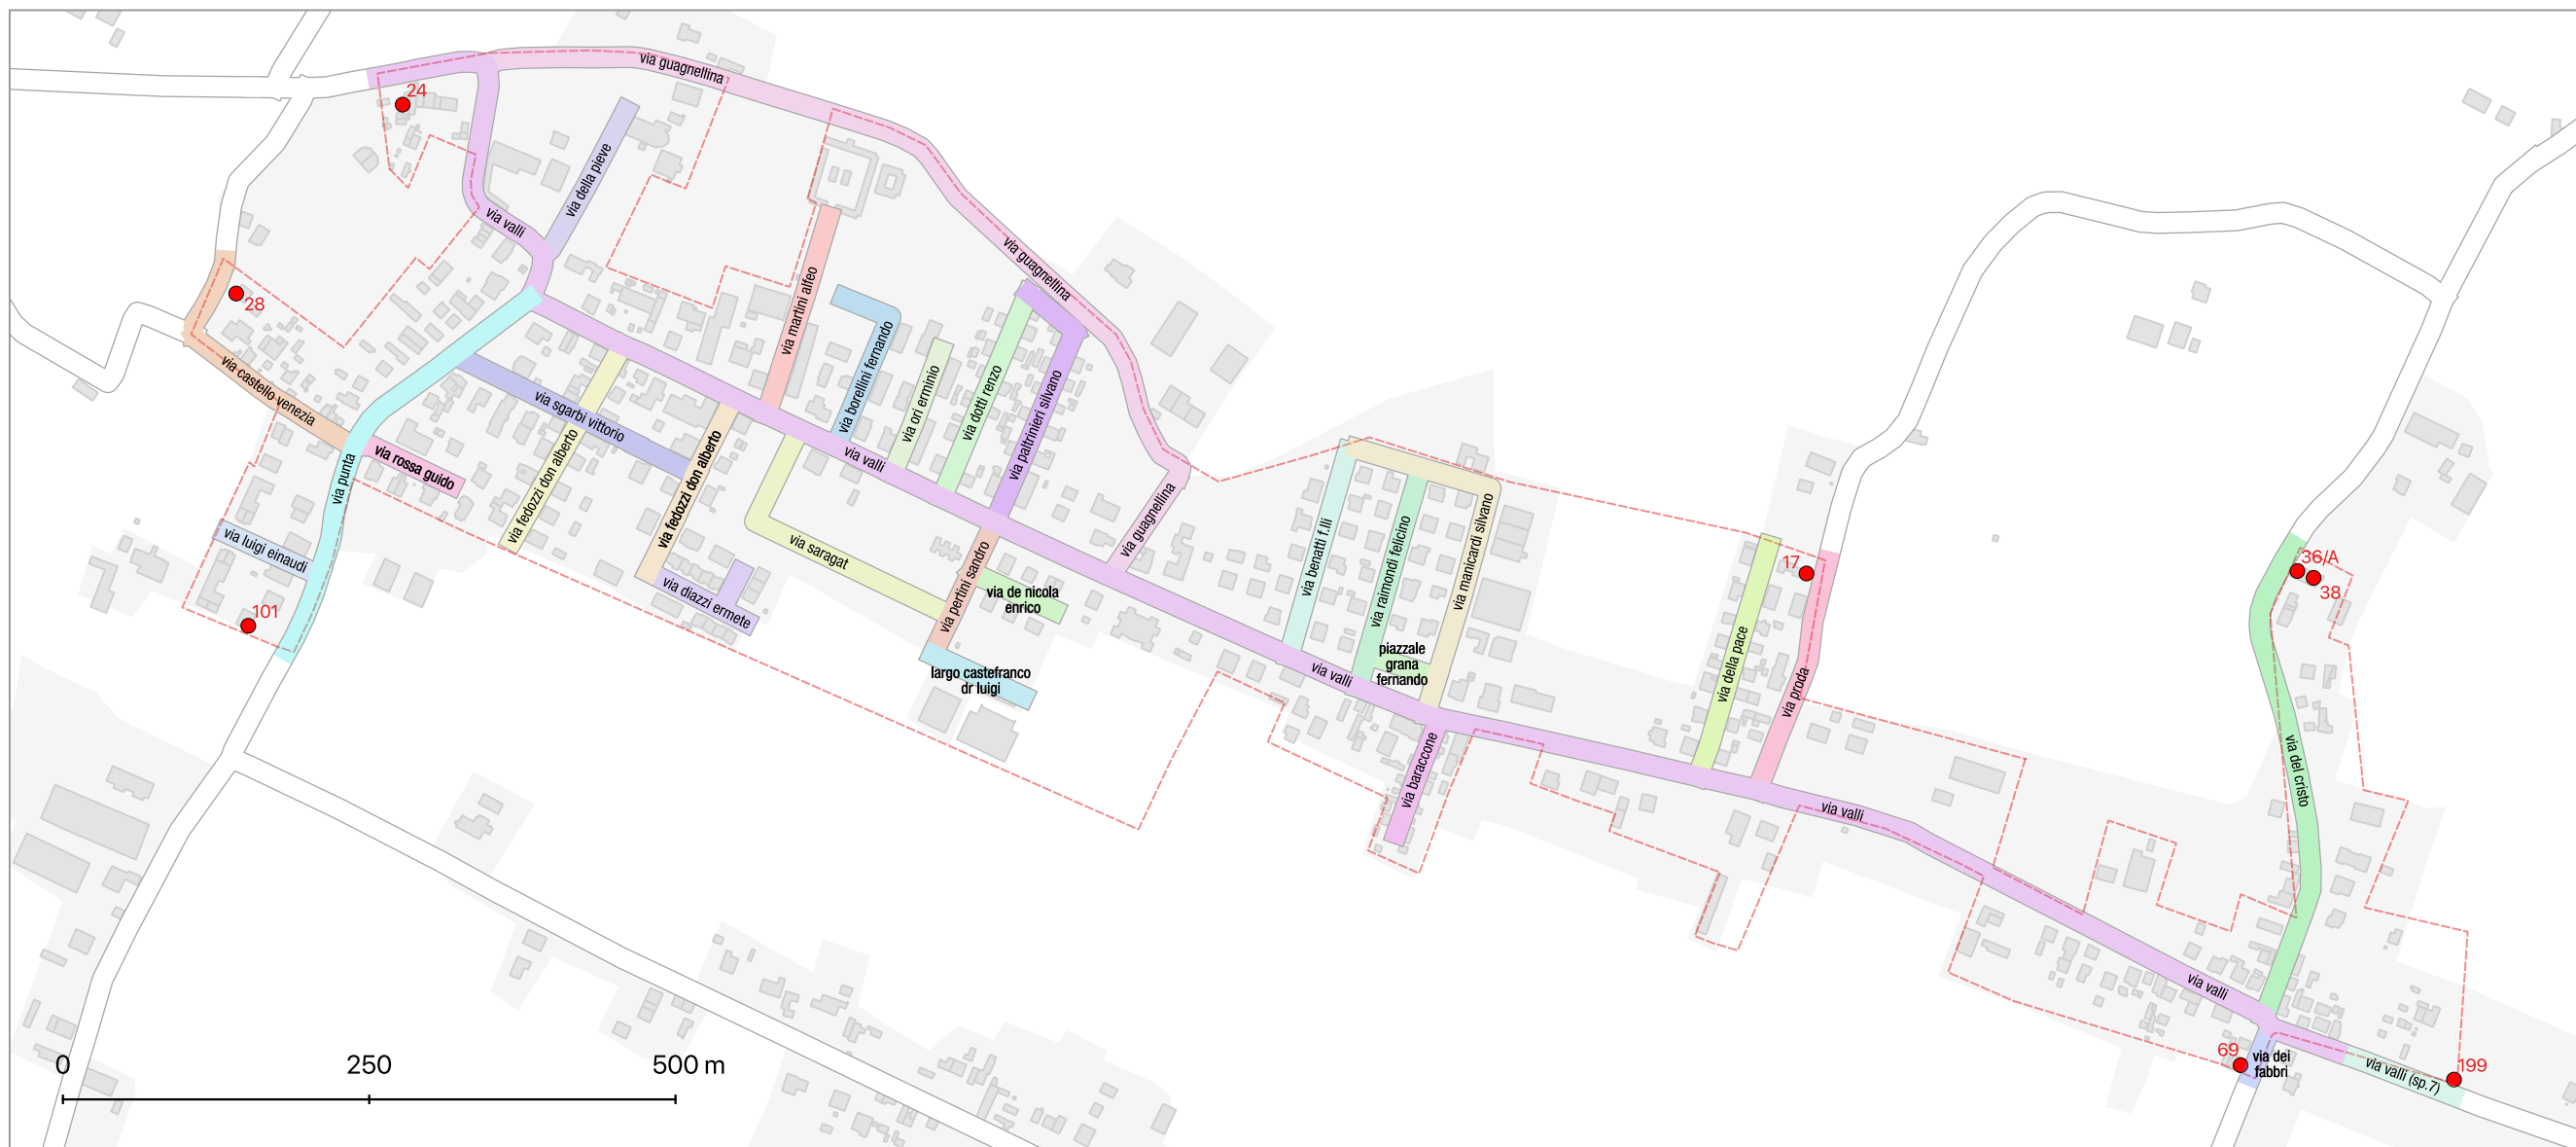 via guagnellina
24
via della pieve
via valli
via guagnellina
28
via martini alfeo
via borellini fernando
via castello venezia
via sgarbi vittorio
via ori erminio
via dotti renzo
via paltrinieri silvano
via rossa guido
via punta
via fedozzi don alberto
via fedozzi don alberto
via valli
via guagnellina
via luigi einaudi
via saragat
via benatti f.lli
via raimondi felicino
via manicardi silvano
17
36/A
38
101
via diazzi ermete
via pertini sandro
via de nicola
enrico
largo castefranco
dr luigi
via valli
piazzale
grana
fernando
via della pace
via proda
via baraccone
via valli
via del cristo
via valli
69
via dei
fabbri
via valli (sp.7)
199
0
250
500 m